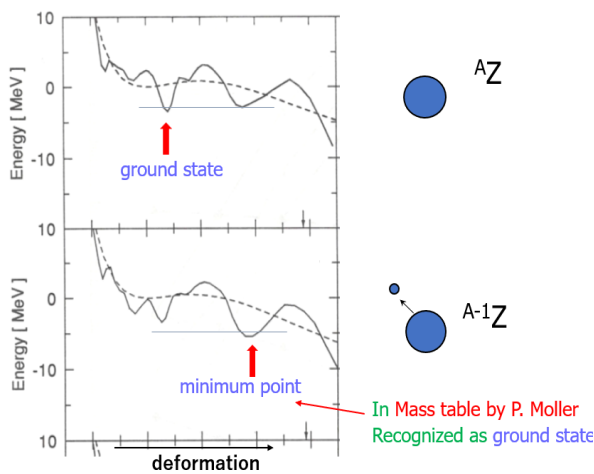 10
0
-10
Energy [ MeV ]
ground state
AZ
10
0
-10
10
Energy [ MeV ]
minimum point
A-1Z
In Mass table by P. Moller
Recognized as ground state
deformation